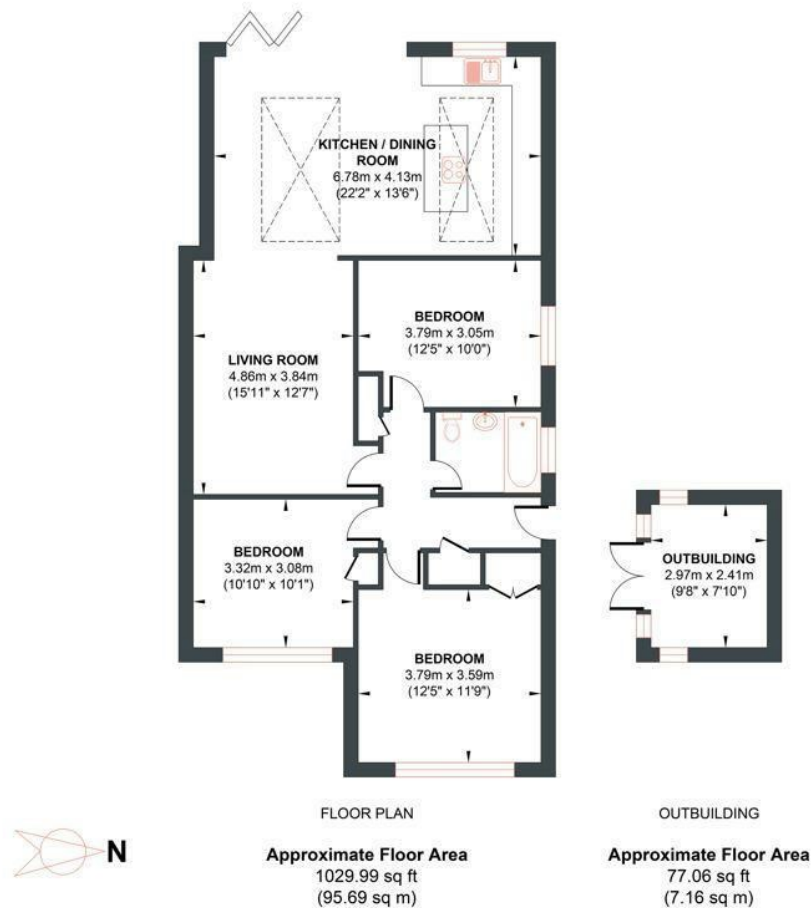 KITCHEN / DINING
ROOM
6.78m x 4.13m
(22'2" x 13'6")
BEDROOM
3.79m x 3.05m
(12'5" x 10'0")
LIVING ROOM
4.86m x 3.84m
(15'11" x 12'7")
BEDROOM
3.32m x 3.08m
(10'10" x 10'1")
OUTBUILDING
2.97m x 2.41m
(9'8" x 7'10")
BEDROOM
3.79m x 3.59m
(12'5" x 11'9")
N
FLOOR PLAN
Approximate Floor Area
1029.99 sq ft
(95.69 sq m)
OUTBUILDING
Approximate Floor Area
77.06 sq ft
(7.16 sq m)